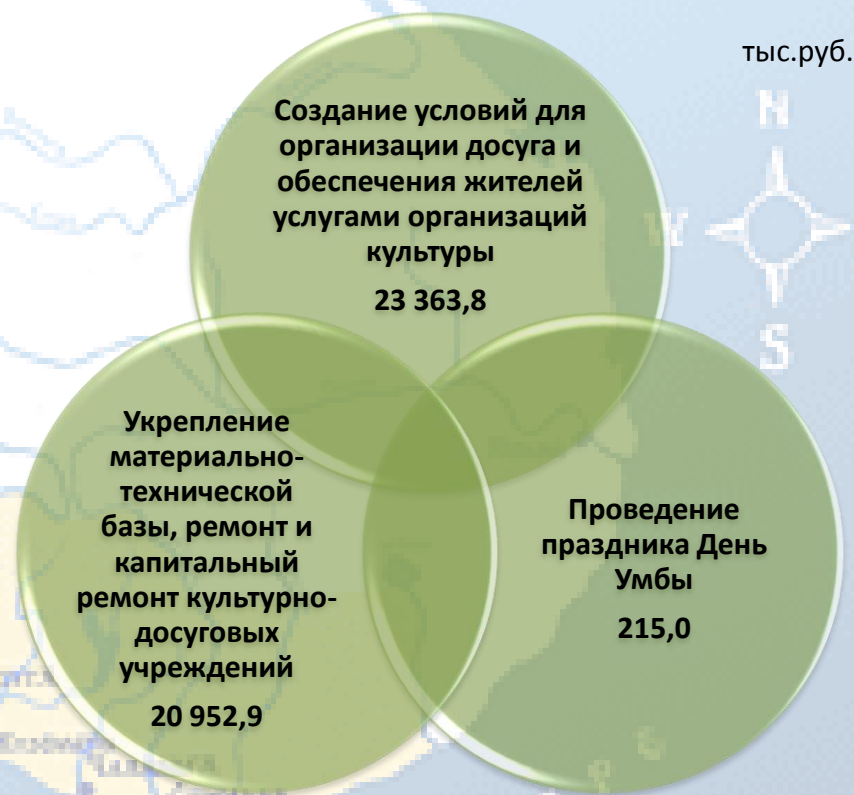 тыс.руб.
N
W
S
Создание условий для
организации досуга и
обеспечения жителей
услугами организаций
культуры
23 363,8
Укрепление
материально-
технической
базы, ремонт и
капитальный
ремонт культурно-
досуговых
учреждений
20 952,9
Проведение
праздника День
Умбы
215,0